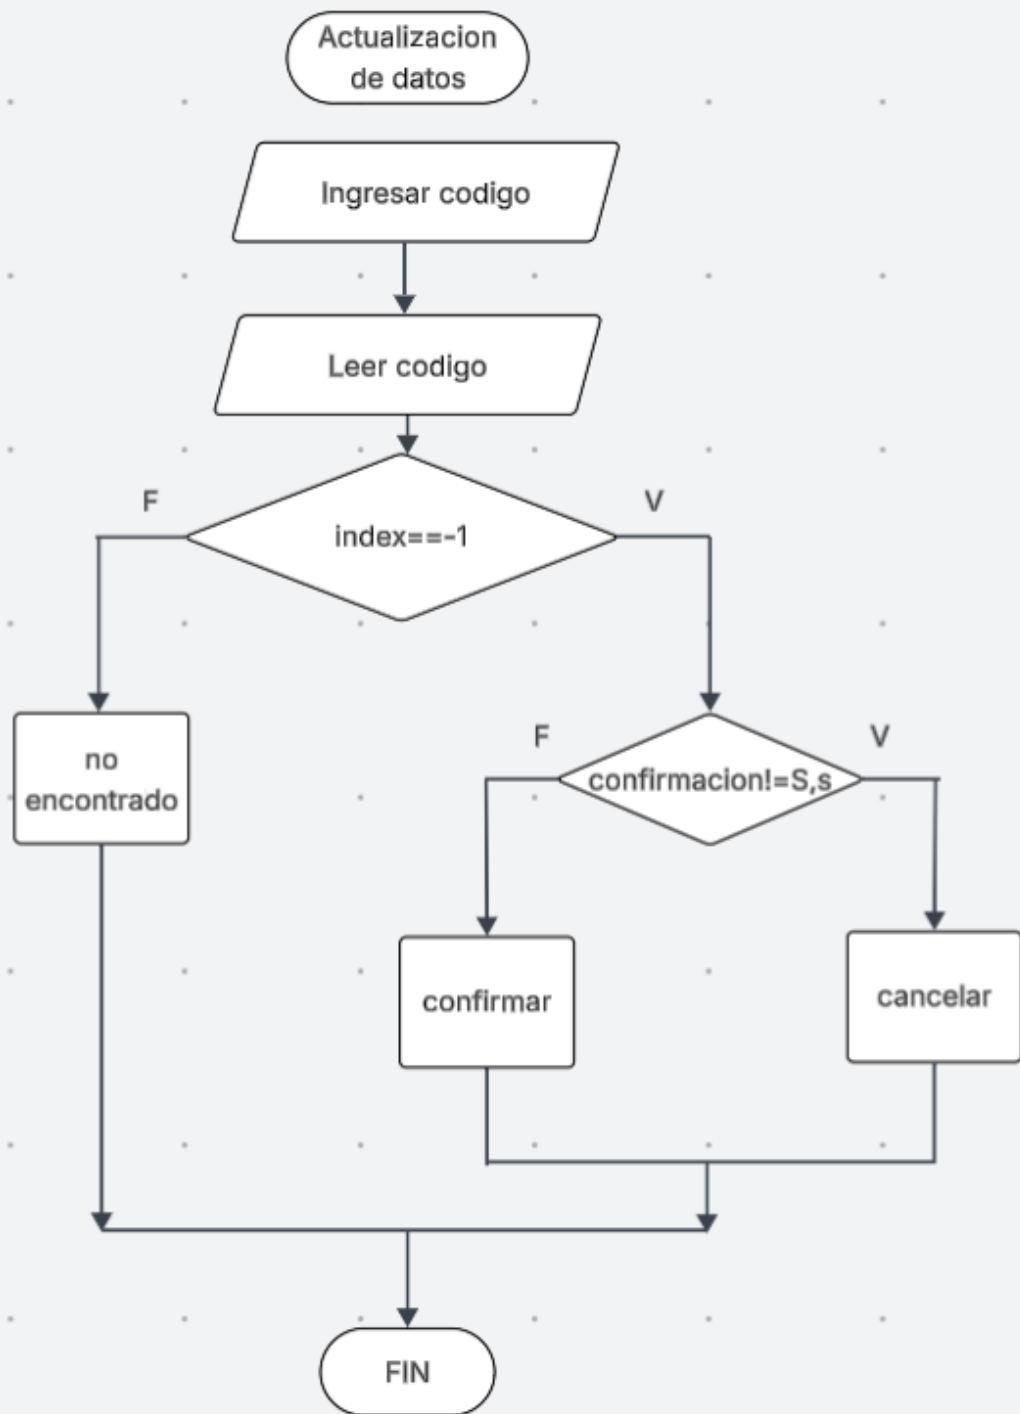 Actualizacion
de datos
Ingresar codigo
Leer codigo
F
V
index==-1
no
encontrado
F
V
confirmacion!=S,s
confirmar
cancelar
FIN